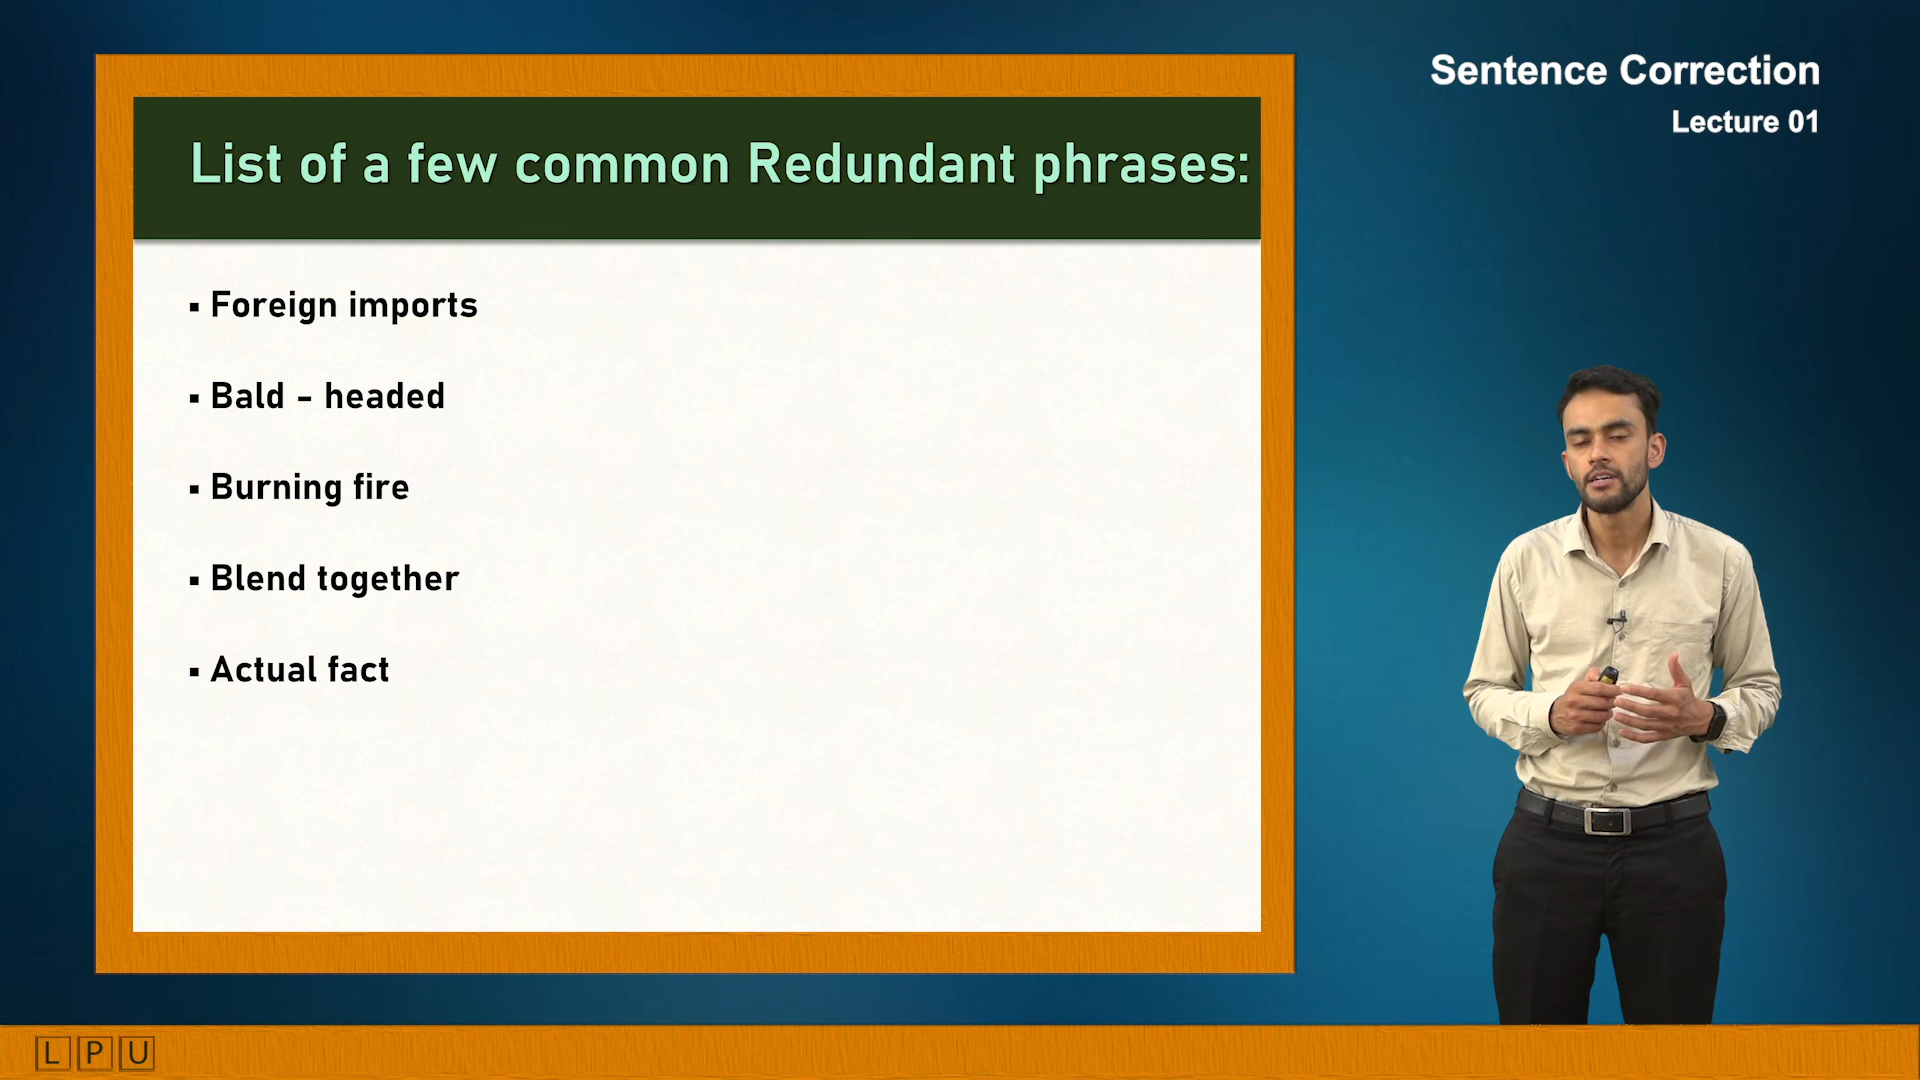 Sentence Correction
Lecture 01
List of a few common Redundant phrases:
▪ Foreign imports
▪ Bald - headed
▪ Burning fire
▪ Blend together
▪ Actual fact
L P U